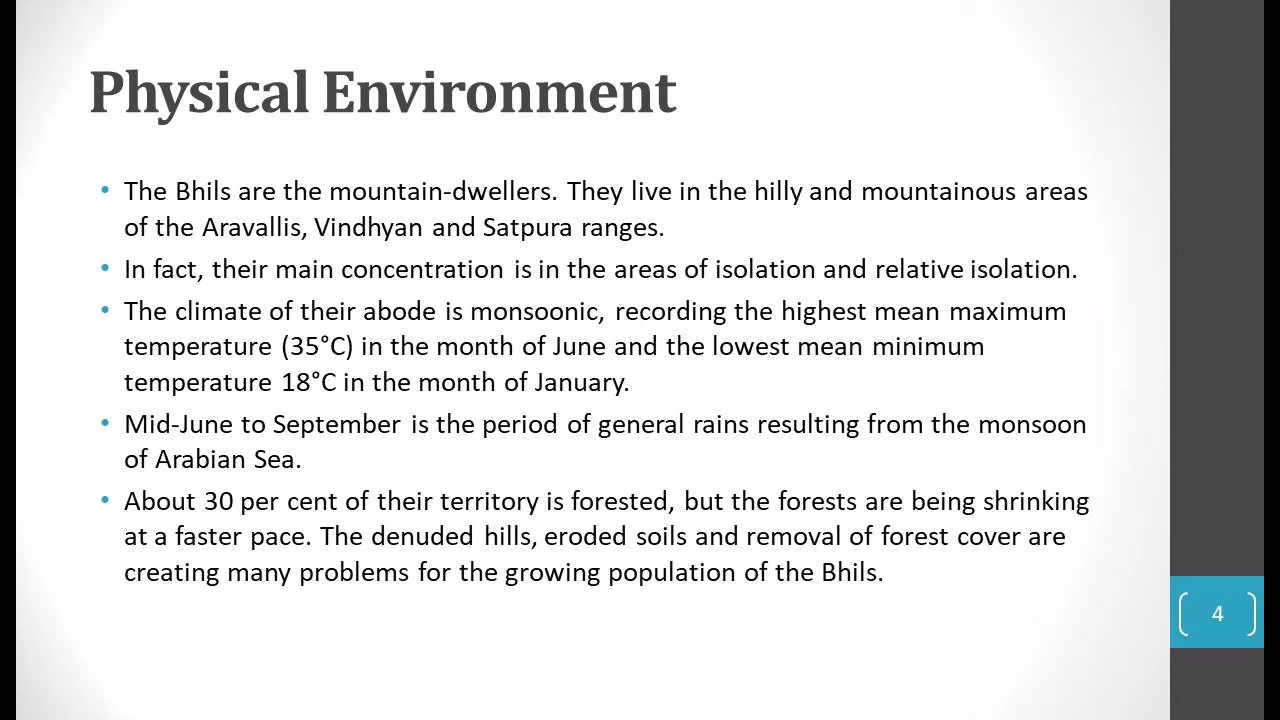 Physical Environment
• The Bhils are the mountain-dwellers. They live in the hilly and mountainous areas
of the Aravallis, Vindhyan and Satpura ranges.
• In fact, their main concentration is in the areas of isolation and relative isolation.
• The climate of their abode is monsoonic, recording the highest mean maximum
temperature (35°C) in the month of June and the lowest mean minimum
temperature 18°C in the month of January.
• Mid-June to September is the period of general rains resulting from the monsoon
of Arabian Sea.
• About 30 per cent of their territory is forested, but the forests are being shrinking
at a faster pace. The denuded hills, eroded soils and removal of forest cover are
creating many problems for the growing population of the Bhils.
4